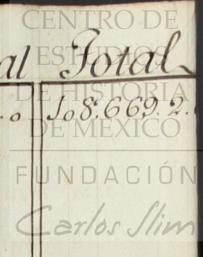 CENTRO DE
ESTUDIOS
al Total
DE HISTORIA
.o 108.669.2.
DE MÉXICO
FUNDACIÓN
Carlos Slim